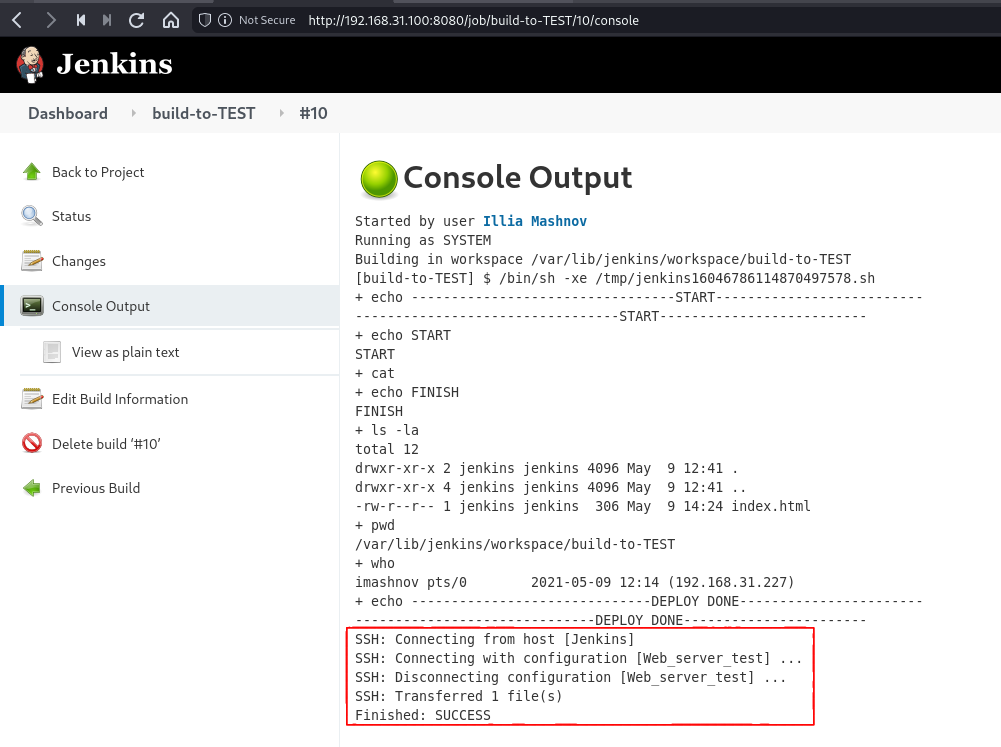 Not Secure http://192.168.31.100:8080/job/build-to-TEST/10/console
Jenkins
Dashboard build-to-TEST #10
Back to Project
Status
Changes
Console Output
View as plain text
Edit Build Information
Delete build ‘#10’
Previous Build
Console Output
Started by user Illia Mashnov
Running as SYSTEM
Building in workspace /var/lib/jenkins/workspace/build-to-TEST
[build-to-TEST] $ /bin/sh -xe /tmp/jenkins16046786114870497578.sh
+ echo ---------------------------------START--------------------------
---------------------------------START--------------------------
+ echo START
START
+ cat
+ echo FINISH
FINISH
+ ls -la
total 12
drwxr-xr-x 2 jenkins jenkins 4096 May  9 12:41 .
drwxr-xr-x 4 jenkins jenkins 4096 May  9 12:41 ..
-rw-r--r-- 1 jenkins jenkins  306 May  9 14:24 index.html
+ pwd
/var/lib/jenkins/workspace/build-to-TEST
+ who
imashnov pts/0        2021-05-09 12:14 (192.168.31.227)
+ echo ------------------------------DEPLOY DONE-----------------------
------------------------------DEPLOY DONE-----------------------
SSH: Connecting from host [Jenkins]
SSH: Connecting with configuration [Web_server_test] ...
SSH: Disconnecting configuration [Web_server_test] ...
SSH: Transferred 1 file(s)
Finished: SUCCESS